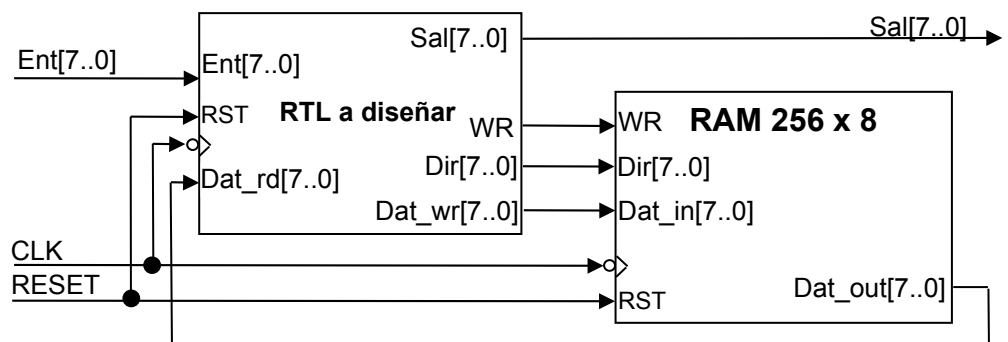 Ent[7..0]
Ent[7..0]
RST
Dat_rd[7..0]
RTL a diseñar
Sal[7..0]
WR
Dir[7..0]
Dat_wr[7..0]
Sal[7..0]
RAM 256 x 8
WR
Dir[7..0]
Dat_in[7..0]
RST
Dat_out[7..0]
CLK
RESET